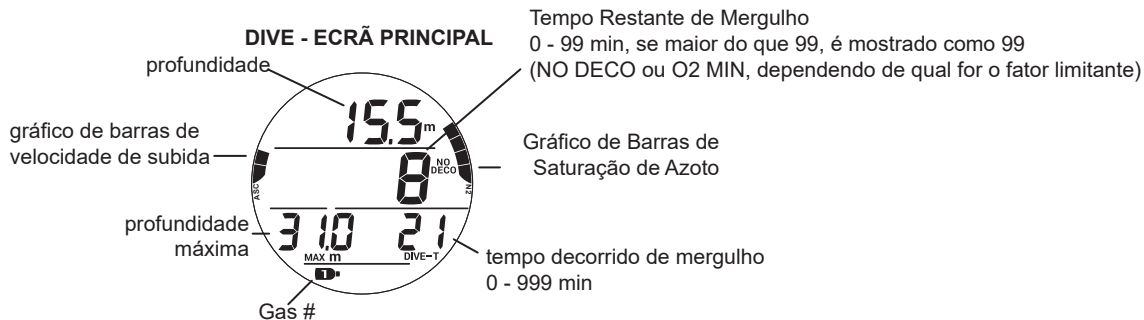 Tempo Restante de Mergulho
0 - 99 min, se maior do que 99, é mostrado como 99
(NO DECO ou O2 MIN, dependendo de qual for o fator limitante)
DIVE - ECRÃ PRINCIPAL
profundidade
15.5 m
gráfico de barras de
velocidade de subida
8 NO
DECO
ASC
N2
Gráfico de Barras de
Saturação de Azoto
profundidade
máxima
31.0 21
MAX m DIVE-T
tempo decorrido de mergulho
0 - 999 min
1
Gas #